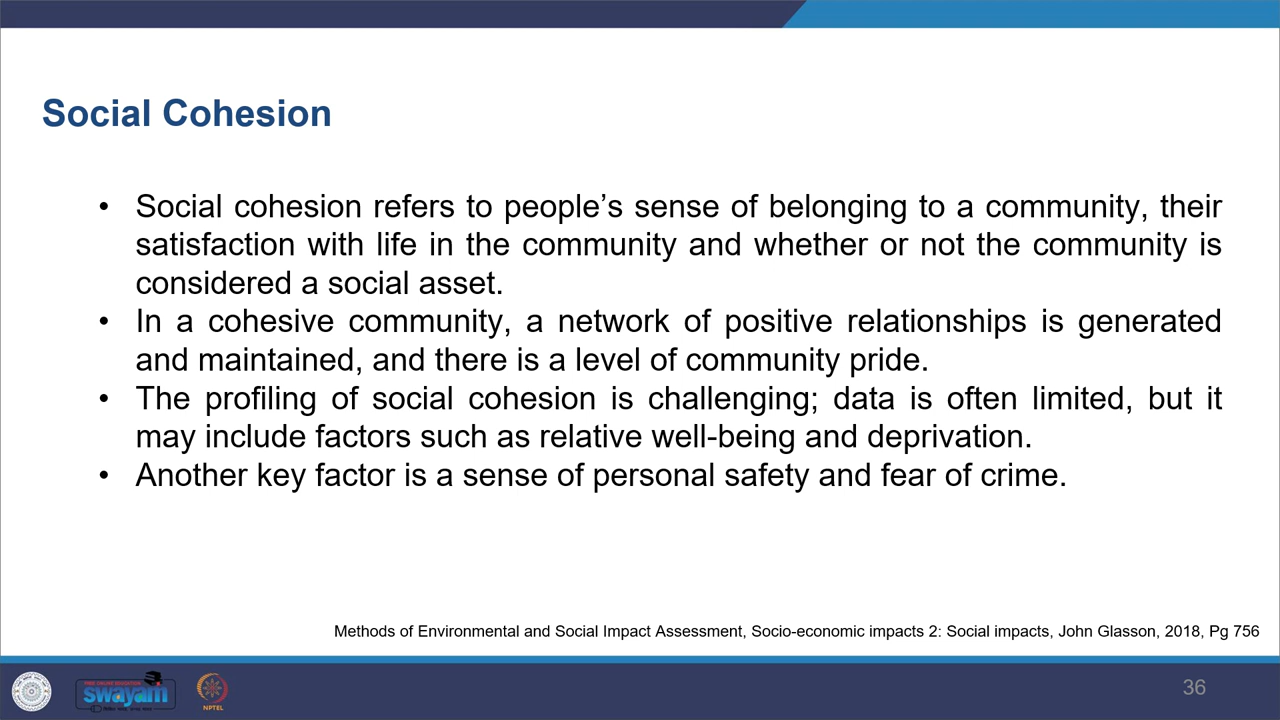 Social Cohesion
• Social cohesion refers to people’s sense of belonging to a community, their
satisfaction with life in the community and whether or not the community is
considered a social asset.
• In a cohesive community, a network of positive relationships is generated
and maintained, and there is a level of community pride.
• The profiling of social cohesion is challenging; data is often limited, but it
may include factors such as relative well-being and deprivation.
• Another key factor is a sense of personal safety and fear of crime.
Methods of Environmental and Social Impact Assessment, Socio-economic impacts 2: Social impacts, John Glasson, 2018, Pg 756
FREE ONLINE EDUCATION
swayam
NPTEL
36